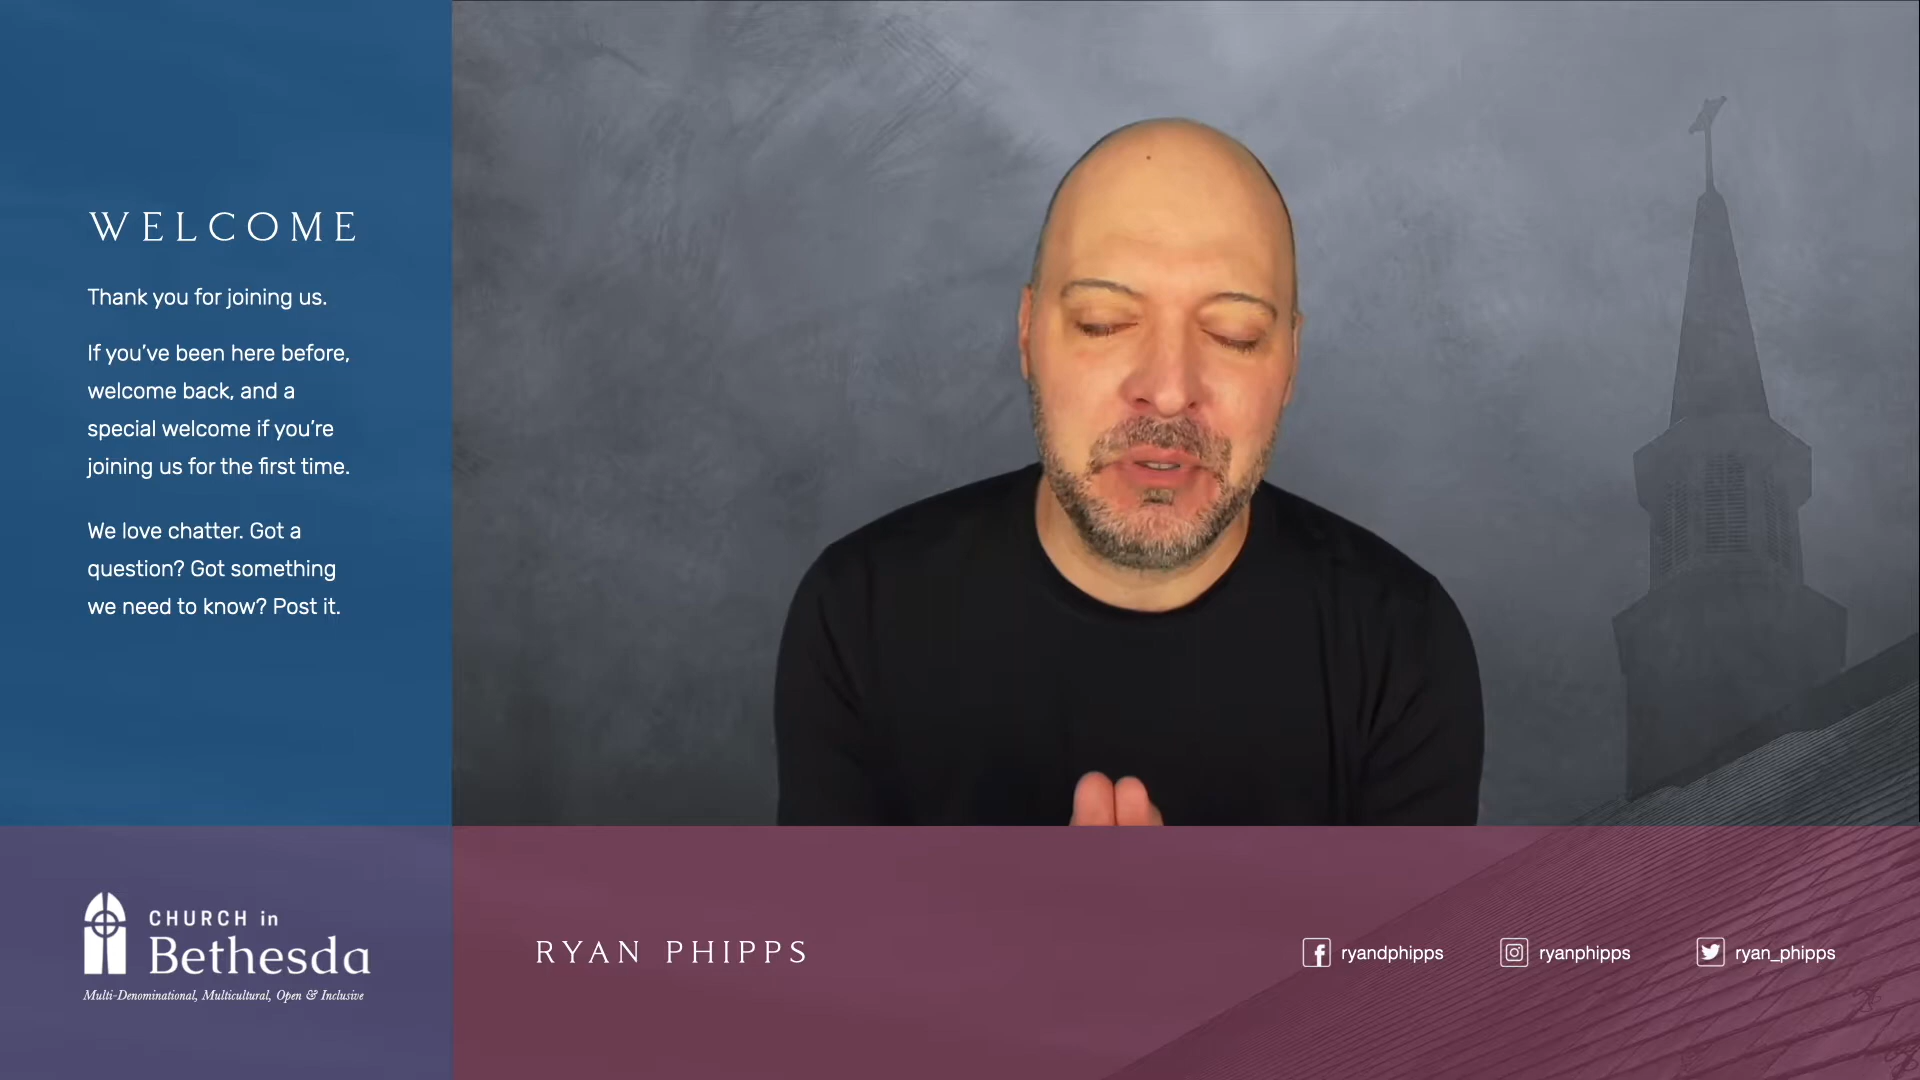 WELCOME
Thank you for joining us.
If you’ve been here before,
welcome back, and a
special welcome if you’re
joining us for the first time.
We love chatter. Got a
question? Got something
we need to know? Post it.
CHURCH in
Bethesda
Multi-Denominational, Multicultural, Open & Inclusive
RYAN PHIPPS
ryandphipps
ryanphipps
ryan_phipps